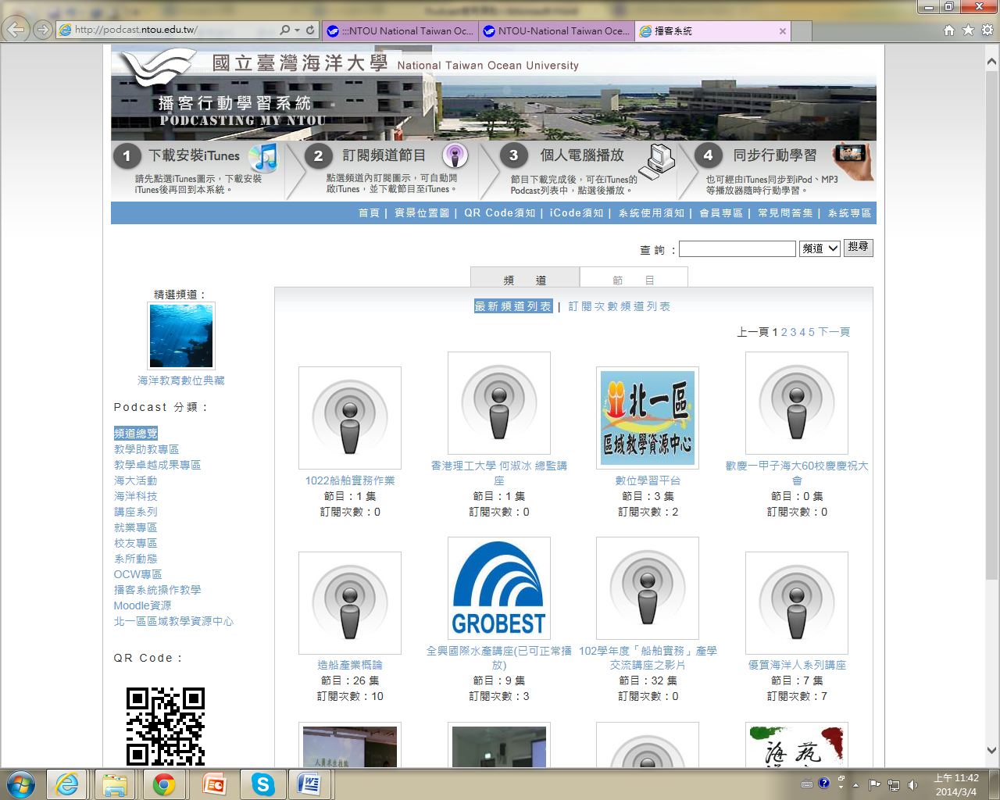 http://podcast.ntou.edu.tw/
:::NTOU National Taiwan Oc...
NTOU-National Taiwan Oce...
播客系統
國立臺灣海洋大學 National Taiwan Ocean University
播客行動學習系統
PODCASTING MY NTOU
1 下載安裝iTunes
請先點選iTunes圖示，下載安裝
iTunes後再回到本系統。
2 訂閱頻道節目
點選頻道內訂閱圖示，可自動開
啟iTunes，並下載節目至iTunes。
3 個人電腦播放
節目下載完成後，可在iTunes的
Podcast列表中，點選後播放。
4 同步行動學習
也可經由iTunes同步到iPod、MP3
等播放器隨時行動學習。
首頁 | 實景位置圖 | QR Code須知 | iCode須知 | 系統使用須知 | 會員專區 | 常見問答集 | 系統專區
查詢：
頻道
搜尋
頻 道
節 目
最新頻道列表 | 訂閱次數頻道列表
上一頁 1 2 3 4 5 下一頁
精選頻道：
海洋教育數位典藏
Podcast 分類：
頻道總覽
教學助教專區
教學卓越成果專區
海大活動
海洋科技
講座系列
就業專區
校友專區
系所動態
OCW專區
播客系統操作教學
Moodle資源
北一區區域教學資源中心
QR Code：
1022船舶實務作業
節目：1 集
訂閱次數：0
香港理工大學 何淑冰 總監講
座
節目：1 集
訂閱次數：0
北一區
區域教學資源中心
數位學習平台
節目：3 集
訂閱次數：2
歡慶一甲子海大60校慶慶祝大
會
節目：0 集
訂閱次數：0
造船產業概論
節目：26 集
訂閱次數：10
GROBEST
全興國際水產講座(已可正常播
放)
節目：9 集
訂閱次數：3
102學年度「船舶實務」產學
交流講座之影片
節目：32 集
訂閱次數：0
優質海洋人系列講座
節目：7 集
訂閱次數：7
人員求生技能
上午 11:42
2014/3/4